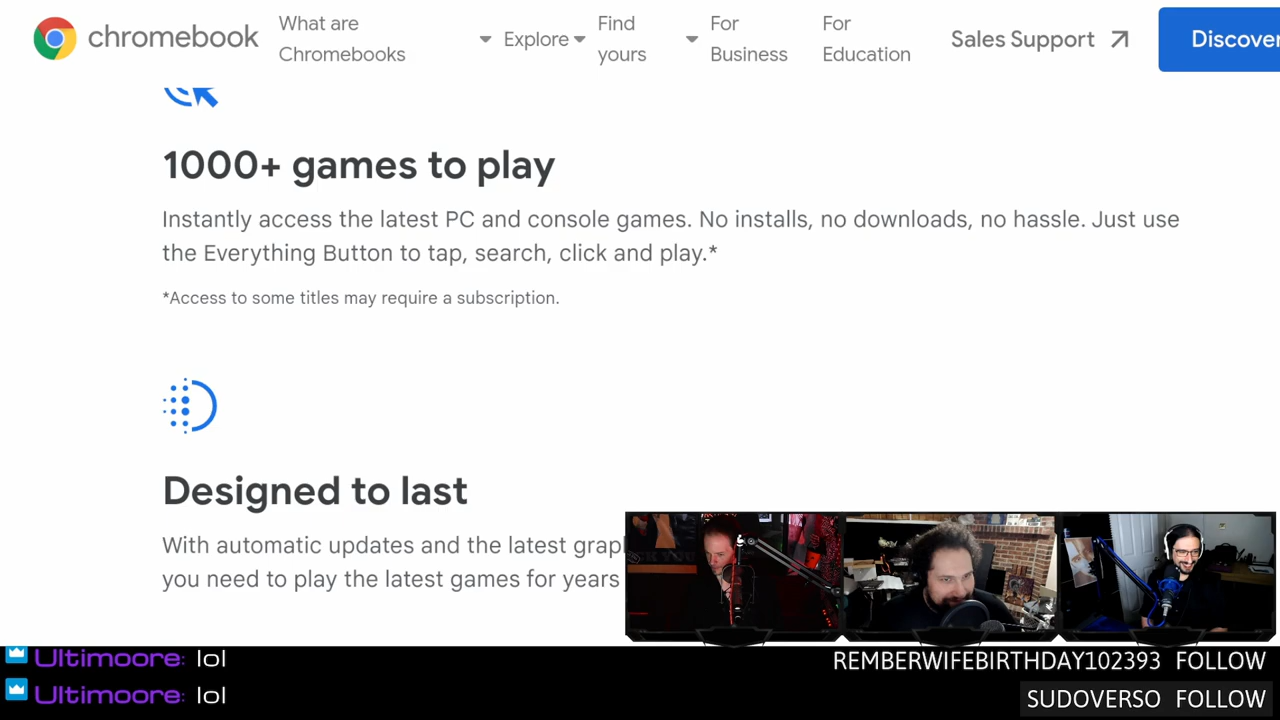 chromebook
What are
Chromebooks
Explore
Find
yours
For
Business
For
Education
Sales Support
Discover
1000+ games to play
Instantly access the latest PC and console games. No installs, no downloads, no hassle. Just use
the Everything Button to tap, search, click and play.*
*Access to some titles may require a subscription.
Designed to last
With automatic updates and the latest
you need to play the latest games for years
Ultimoore: lol
Ultimoore: lol
REMBERWIFEBIRTHDAY102393 FOLLOW
SUDOVERSO FOLLOW